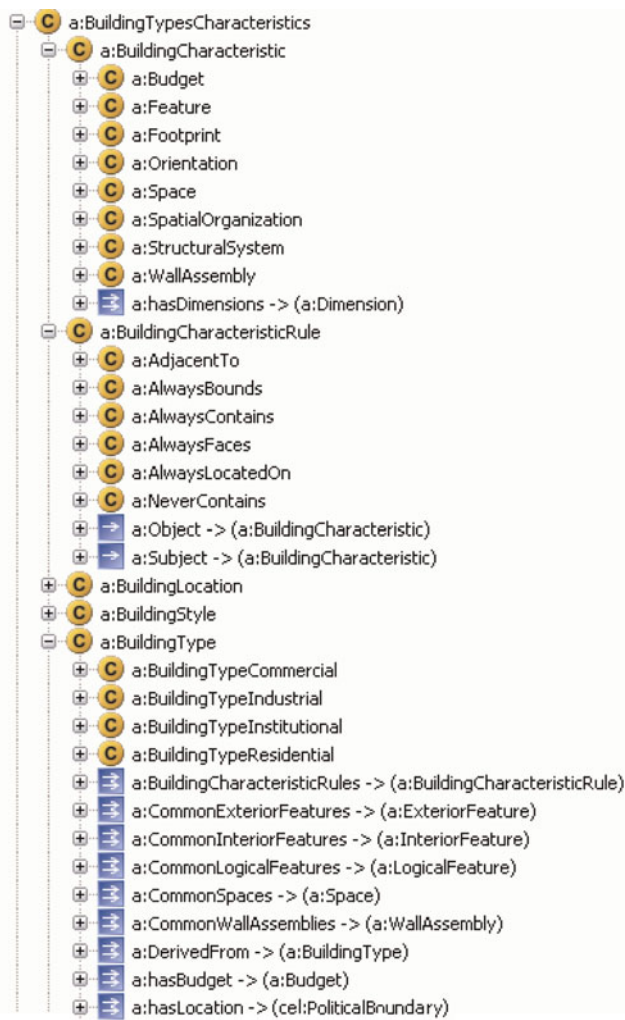 C a:BuildingTypesCharacteristics
C a:BuildingCharacteristic
C a:Budget
C a:Feature
C a:Footprint
C a:Orientation
C a:Space
C a:SpatialOrganization
C a:StructuralSystem
C a:WallAssembly
a:hasDimensions -> (a:Dimension)
C a:BuildingCharacteristicRule
C a:AdjacentTo
C a:AlwaysBounds
C a:AlwaysContains
C a:AlwaysFaces
C a:AlwaysLocatedOn
C a:NeverContains
a:Object -> (a:BuildingCharacteristic)
a:Subject -> (a:BuildingCharacteristic)
C a:BuildingLocation
C a:BuildingStyle
C a:BuildingType
C a:BuildingTypeCommercial
C a:BuildingTypeIndustrial
C a:BuildingTypeInstitutional
C a:BuildingTypeResidential
a:BuildingCharacteristicRules -> (a:BuildingCharacteristicRule)
a:CommonExteriorFeatures -> (a:ExteriorFeature)
a:CommonInteriorFeatures -> (a:InteriorFeature)
a:CommonLogicalFeatures -> (a:LogicalFeature)
a:CommonSpaces -> (a:Space)
a:CommonWallAssemblies -> (a:WallAssembly)
a:DerivedFrom -> (a:BuildingType)
a:hasBudget -> (a:Budget)
a:hasLocation -> (cel:PoliticalBoundary)